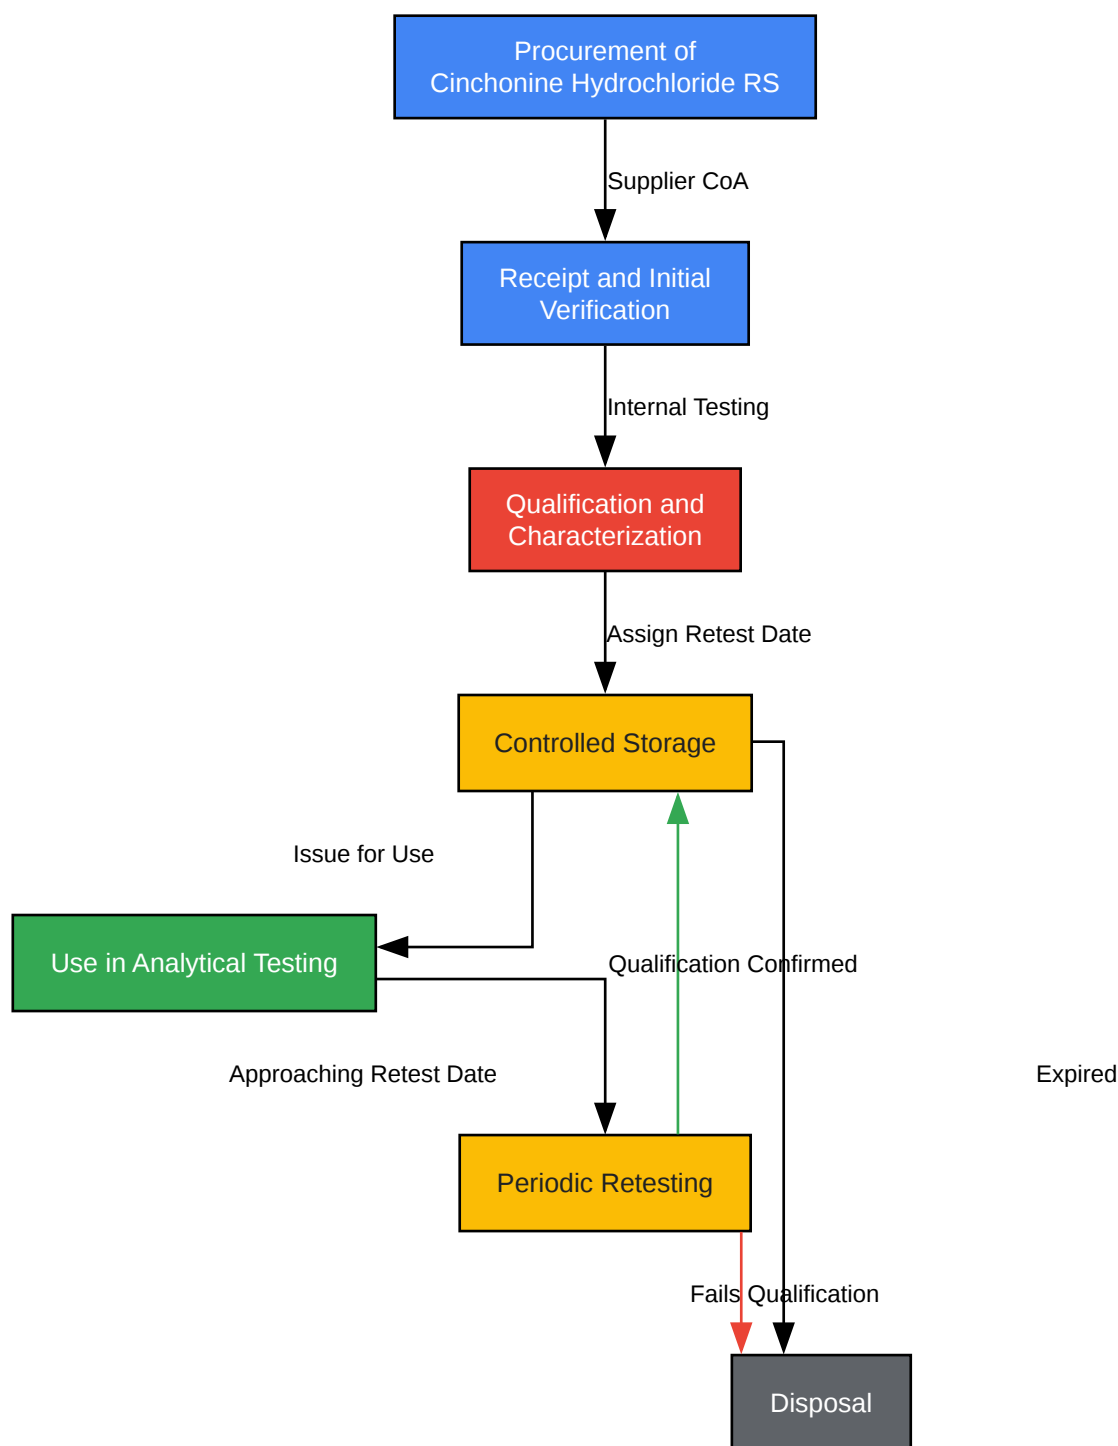 Procurement of
Cinchonine Hydrochloride RS
Supplier CoA
Receipt and Initial
Verification
Internal Testing
Qualification and
Characterization
Assign Retest Date
Controlled Storage
Issue for Use
Use in Analytical Testing
Qualification Confirmed
Approaching Retest Date
Expired
Periodic Retesting
Fails Qualification
Disposal